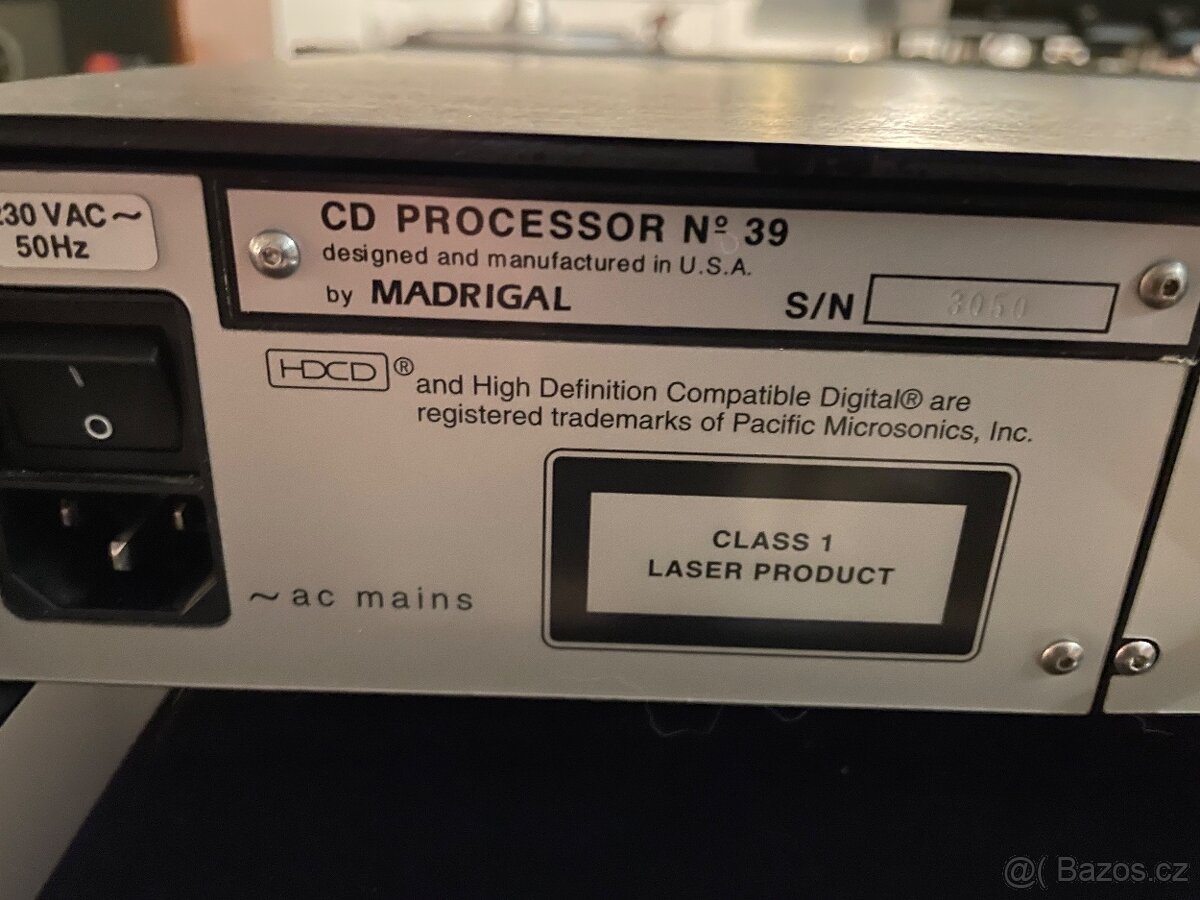 230 VAC~
50Hz
CD PROCESSOR Nº 39
designed and manufactured in U.S.A.
by MADRIGAL
S/N 3050
HDCD ® and High Definition Compatible Digital® are
registered trademarks of Pacific Microsonics, Inc.
CLASS 1
LASER PRODUCT
~ ac mains
@( Bazos.cz